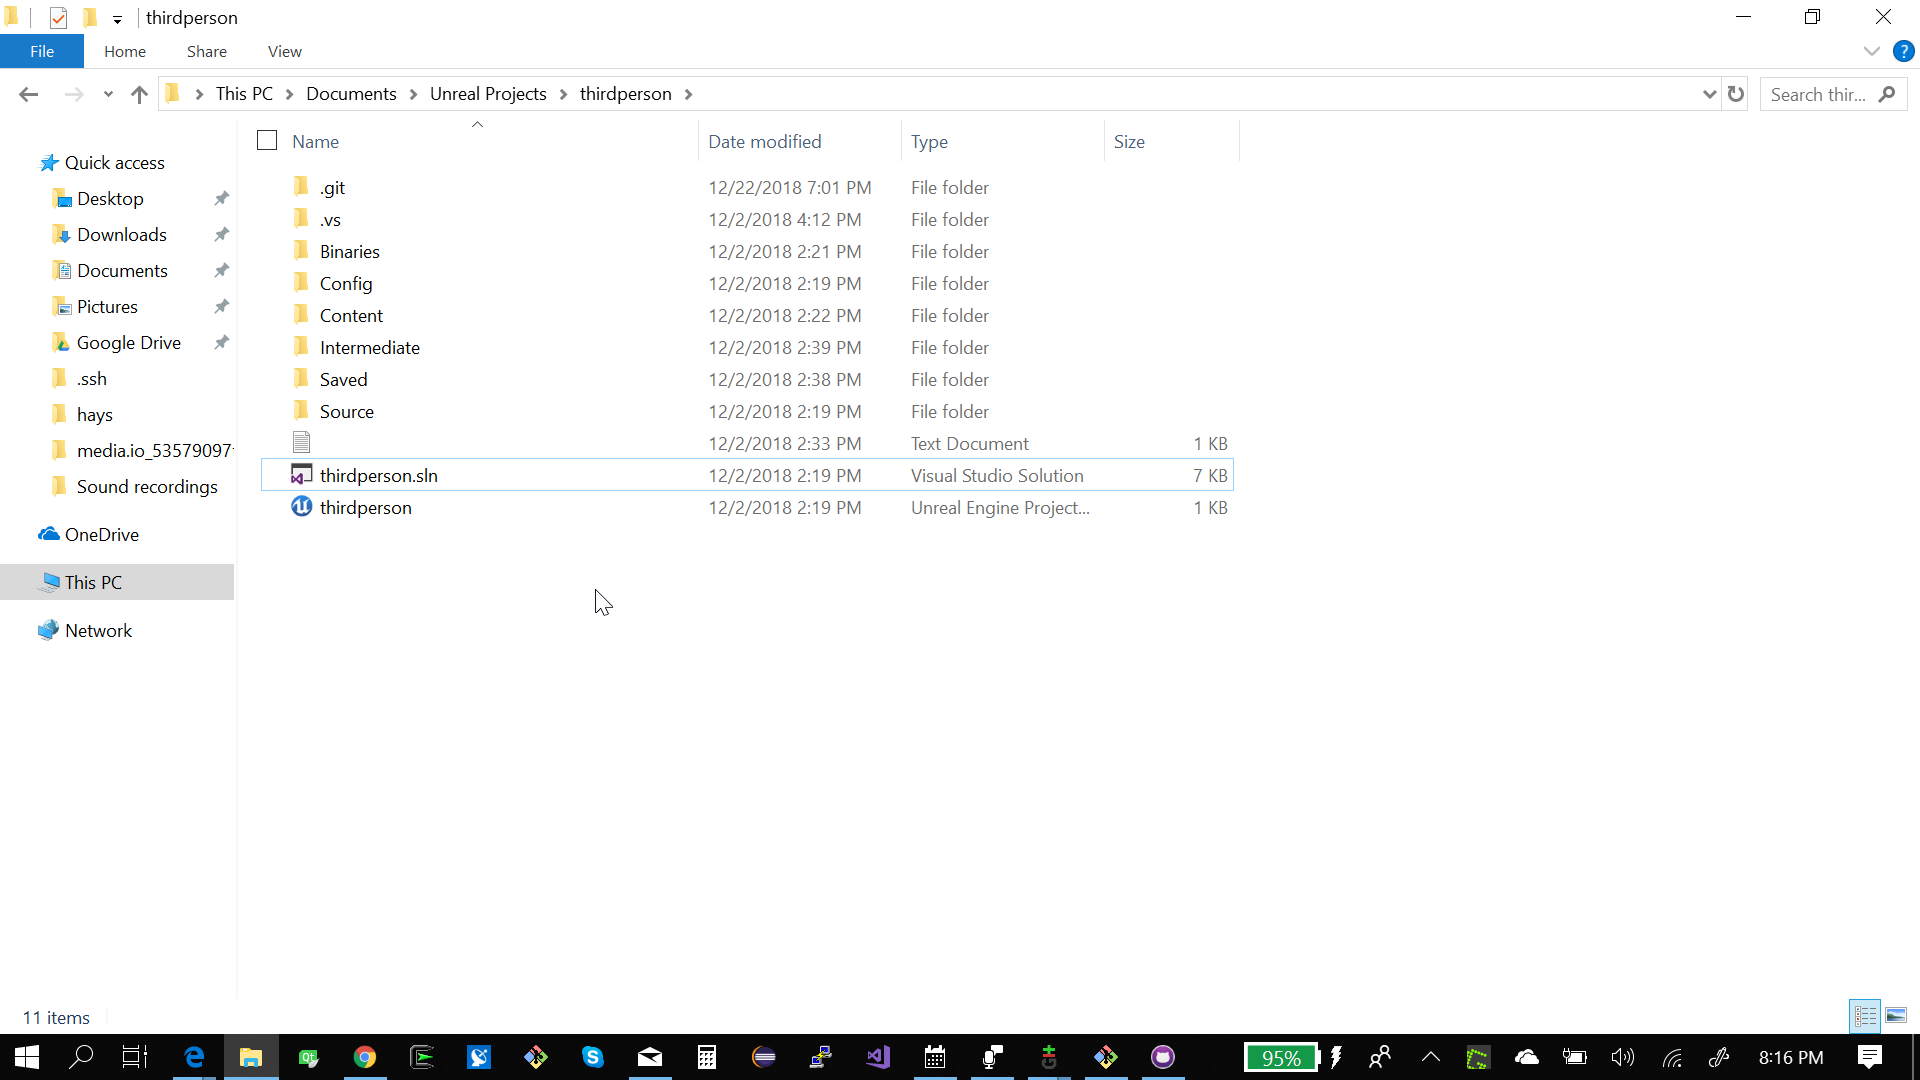 thirdperson
File Home Share View
This PC Documents Unreal Projects thirdperson Search thir...
Name Date modified Type Size
Quick access
Desktop
Downloads
Documents
Pictures
Google Drive
.ssh
hays
media.io_53579097
Sound recordings
OneDrive
This PC
Network
.git 12/22/2018 7:01 PM File folder
.vs 12/2/2018 4:12 PM File folder
Binaries 12/2/2018 2:21 PM File folder
Config 12/2/2018 2:19 PM File folder
Content 12/2/2018 2:22 PM File folder
Intermediate 12/2/2018 2:39 PM File folder
Saved 12/2/2018 2:38 PM File folder
Source 12/2/2018 2:19 PM File folder
12/2/2018 2:33 PM Text Document 1 KB
thirdperson.sln 12/2/2018 2:19 PM Visual Studio Solution 7 KB
thirdperson 12/2/2018 2:19 PM Unreal Engine Project... 1 KB
11 items
95% 8:16 PM